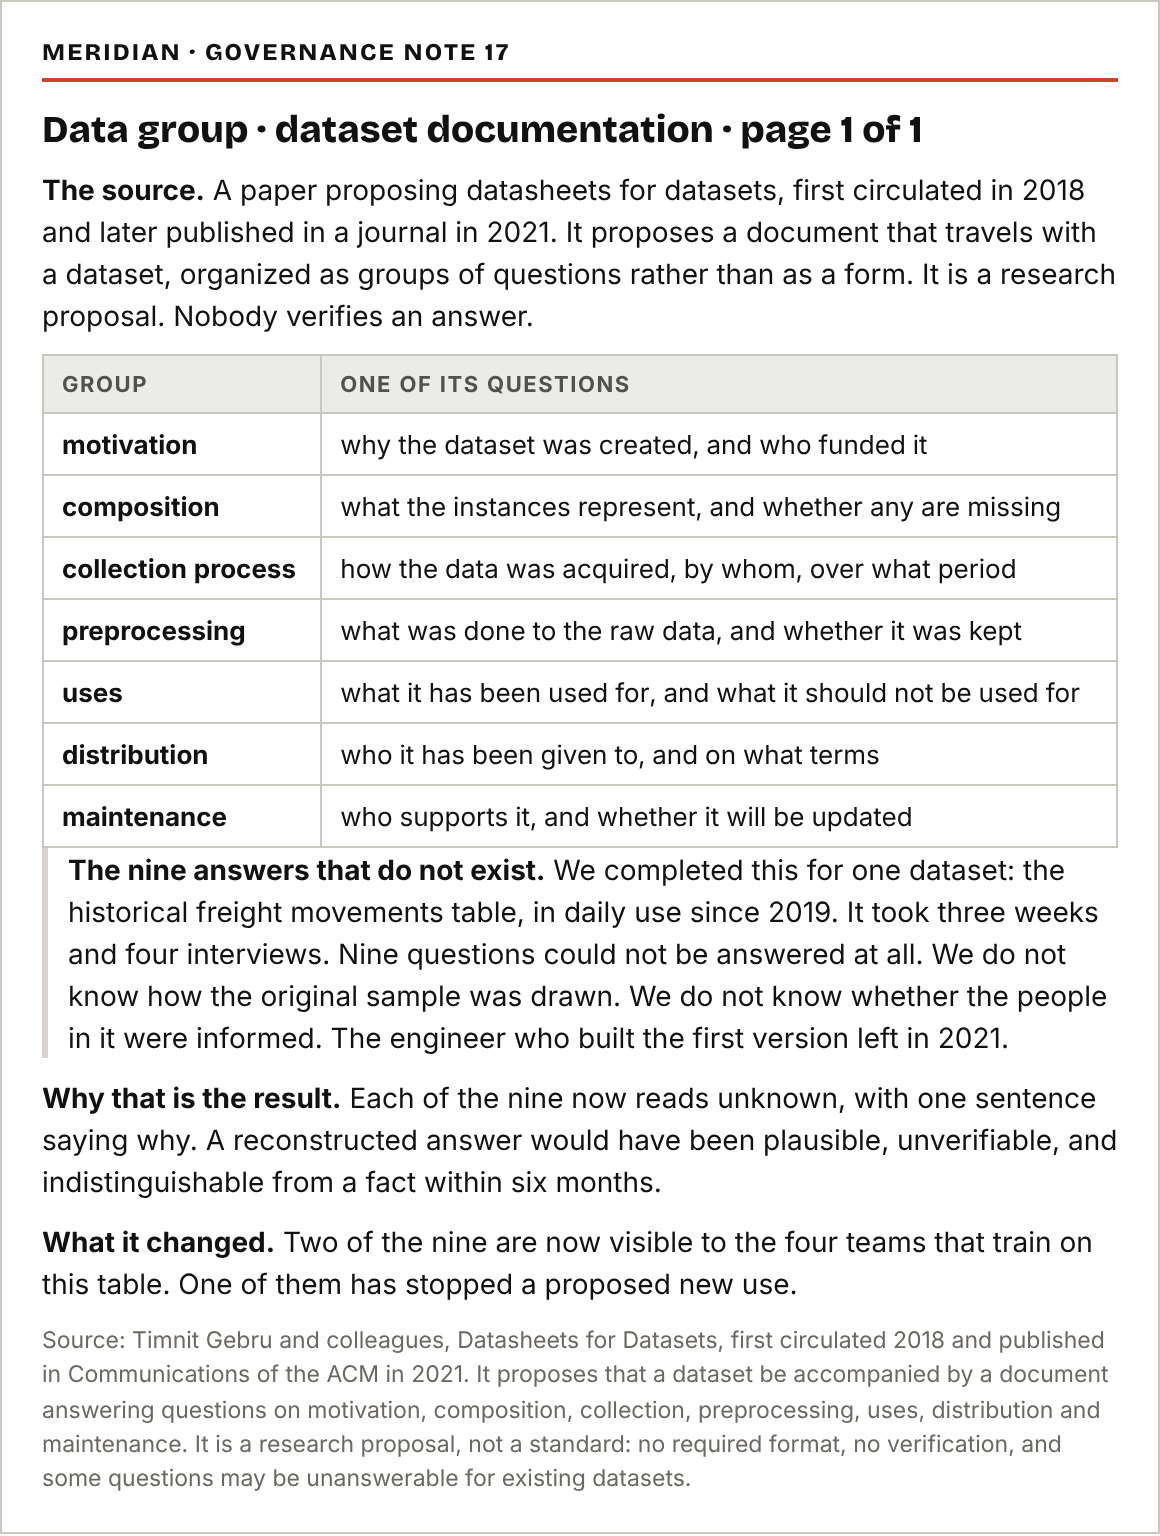 MERIDIAN · GOVERNANCE NOTE 17
Data group · dataset documentation · page 1 of 1
The source. A paper proposing datasheets for datasets, first circulated in 2018
and later published in a journal in 2021. It proposes a document that travels with
a dataset, organized as groups of questions rather than as a form. It is a research
proposal. Nobody verifies an answer.
GROUP ONE OF ITS QUESTIONS
motivation why the dataset was created, and who funded it
composition what the instances represent, and whether any are missing
collection process how the data was acquired, by whom, over what period
preprocessing what was done to the raw data, and whether it was kept
uses what it has been used for, and what it should not be used for
distribution who it has been given to, and on what terms
maintenance who supports it, and whether it will be updated
The nine answers that do not exist. We completed this for one dataset: the
historical freight movements table, in daily use since 2019. It took three weeks
and four interviews. Nine questions could not be answered at all. We do not
know how the original sample was drawn. We do not know whether the people
in it were informed. The engineer who built the first version left in 2021.
Why that is the result. Each of the nine now reads unknown, with one sentence
saying why. A reconstructed answer would have been plausible, unverifiable, and
indistinguishable from a fact within six months.
What it changed. Two of the nine are now visible to the four teams that train on
this table. One of them has stopped a proposed new use.
Source: Timnit Gebru and colleagues, Datasheets for Datasets, first circulated 2018 and published
in Communications of the ACM in 2021. It proposes that a dataset be accompanied by a document
answering questions on motivation, composition, collection, preprocessing, uses, distribution and
maintenance. It is a research proposal, not a standard: no required format, no verification, and
some questions may be unanswerable for existing datasets.